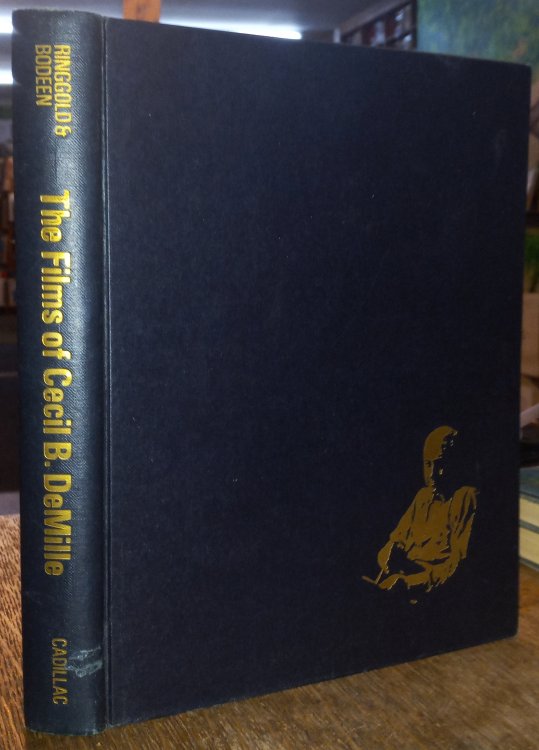 RINGGOLD &
BODEEN
The Films of Cecil B. DeMille
CADILLAC